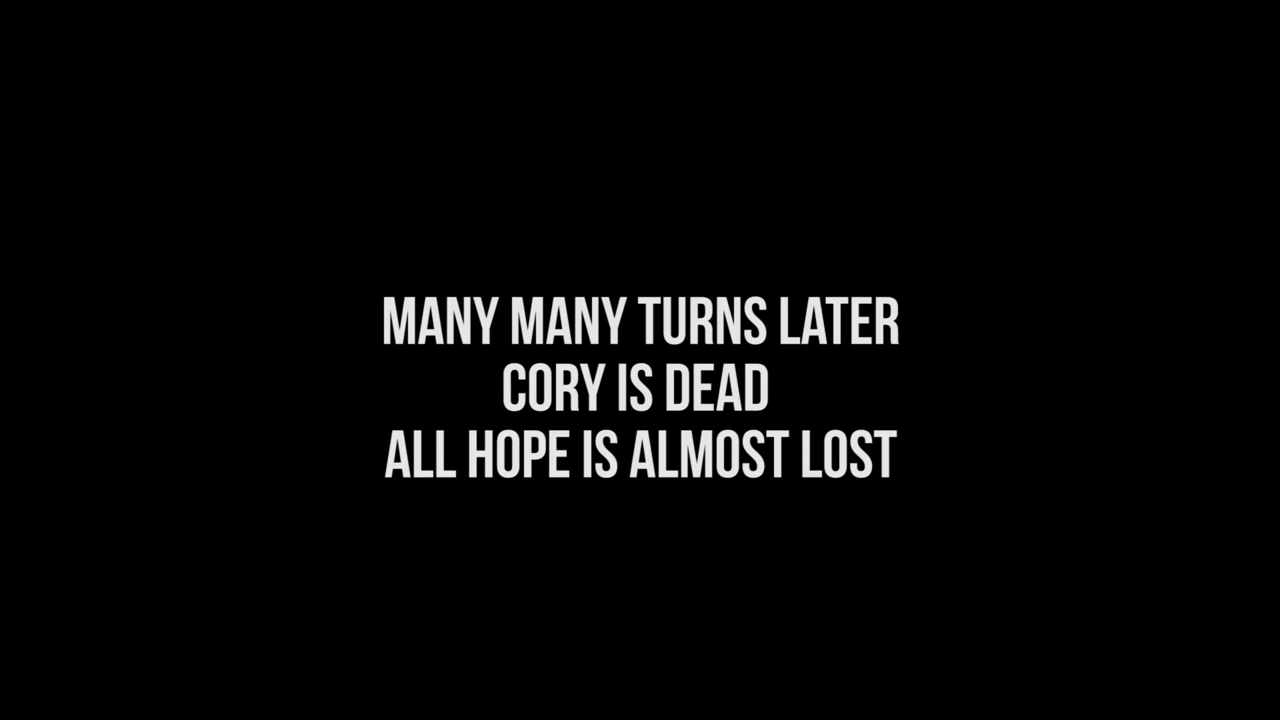 MANY MANY TURNS LATER
CORY IS DEAD
ALL HOPE IS ALMOST LOST